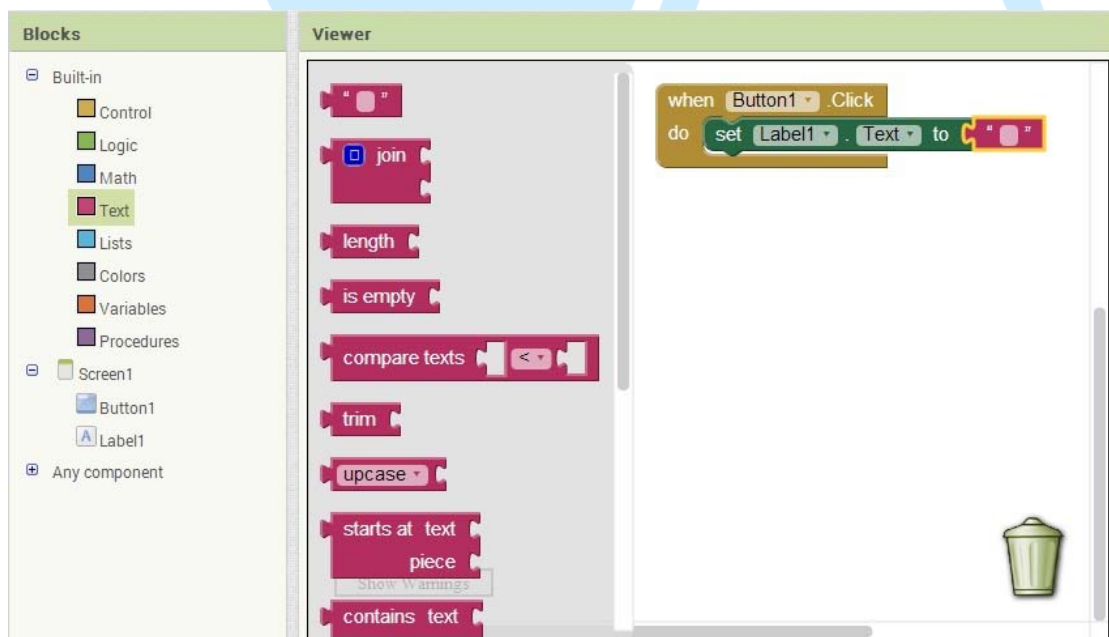 Blocks
Built-in
Control
Logic
Math
Text
Lists
Colors
Variables
Procedures
Screen1
Button1
A Label1
Any component
Viewer
" "
join
length
is empty
compare texts <
trim
upcase
starts at text
piece
Show Warnings
contains text
when Button1 .Click
do set Label1 . Text to " "